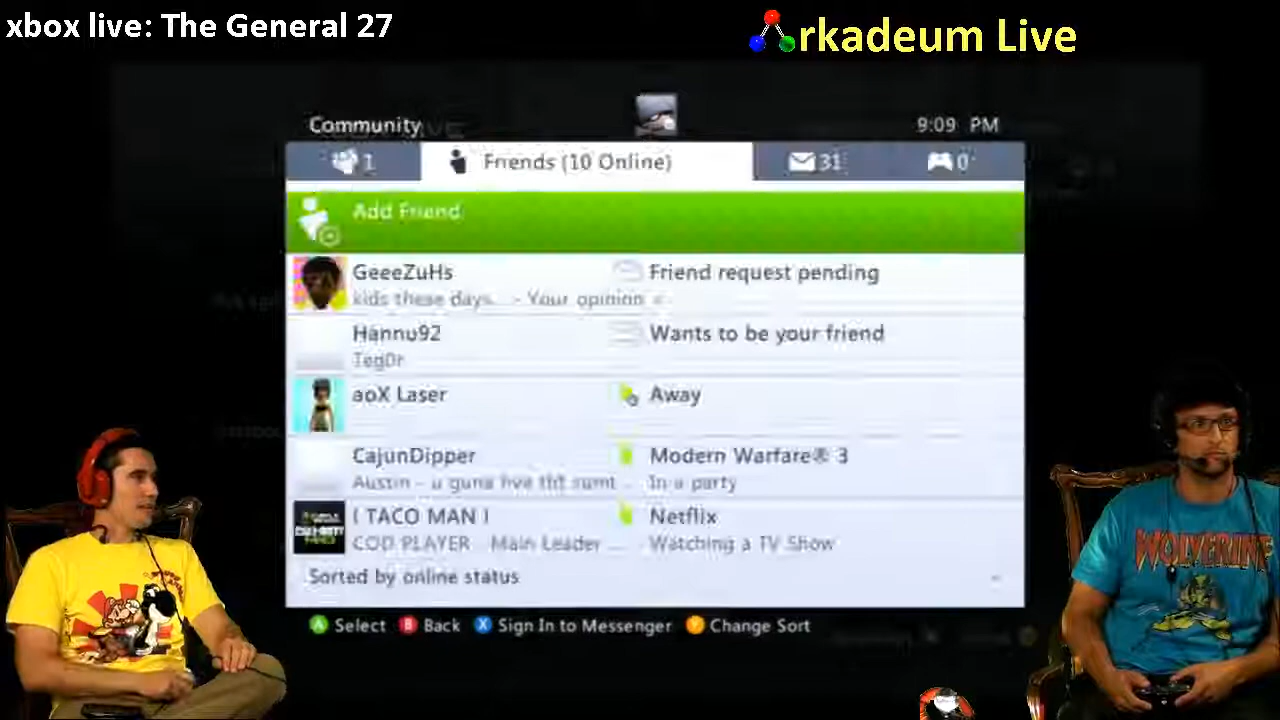 xbox live: The General 27
rkadeum Live
Community
9:09 PM
1
Friends (10 Online)
31
0
Add Friend
GeeeZuHs
Friend request pending
kids these days... - Your opinion
Hannu92
Wants to be your friend
TegDr
aoX Laser
Away
CajunDipper
Modern Warfare® 3
Austin - u guna
In a party
( TACO MAN )
Netflix
COD PLAYER Main Leader ...
Watching a TV Show
Sorted by online status
A Select
B Back
X Sign In to Messenger
Y Change Sort
WOLVERINE